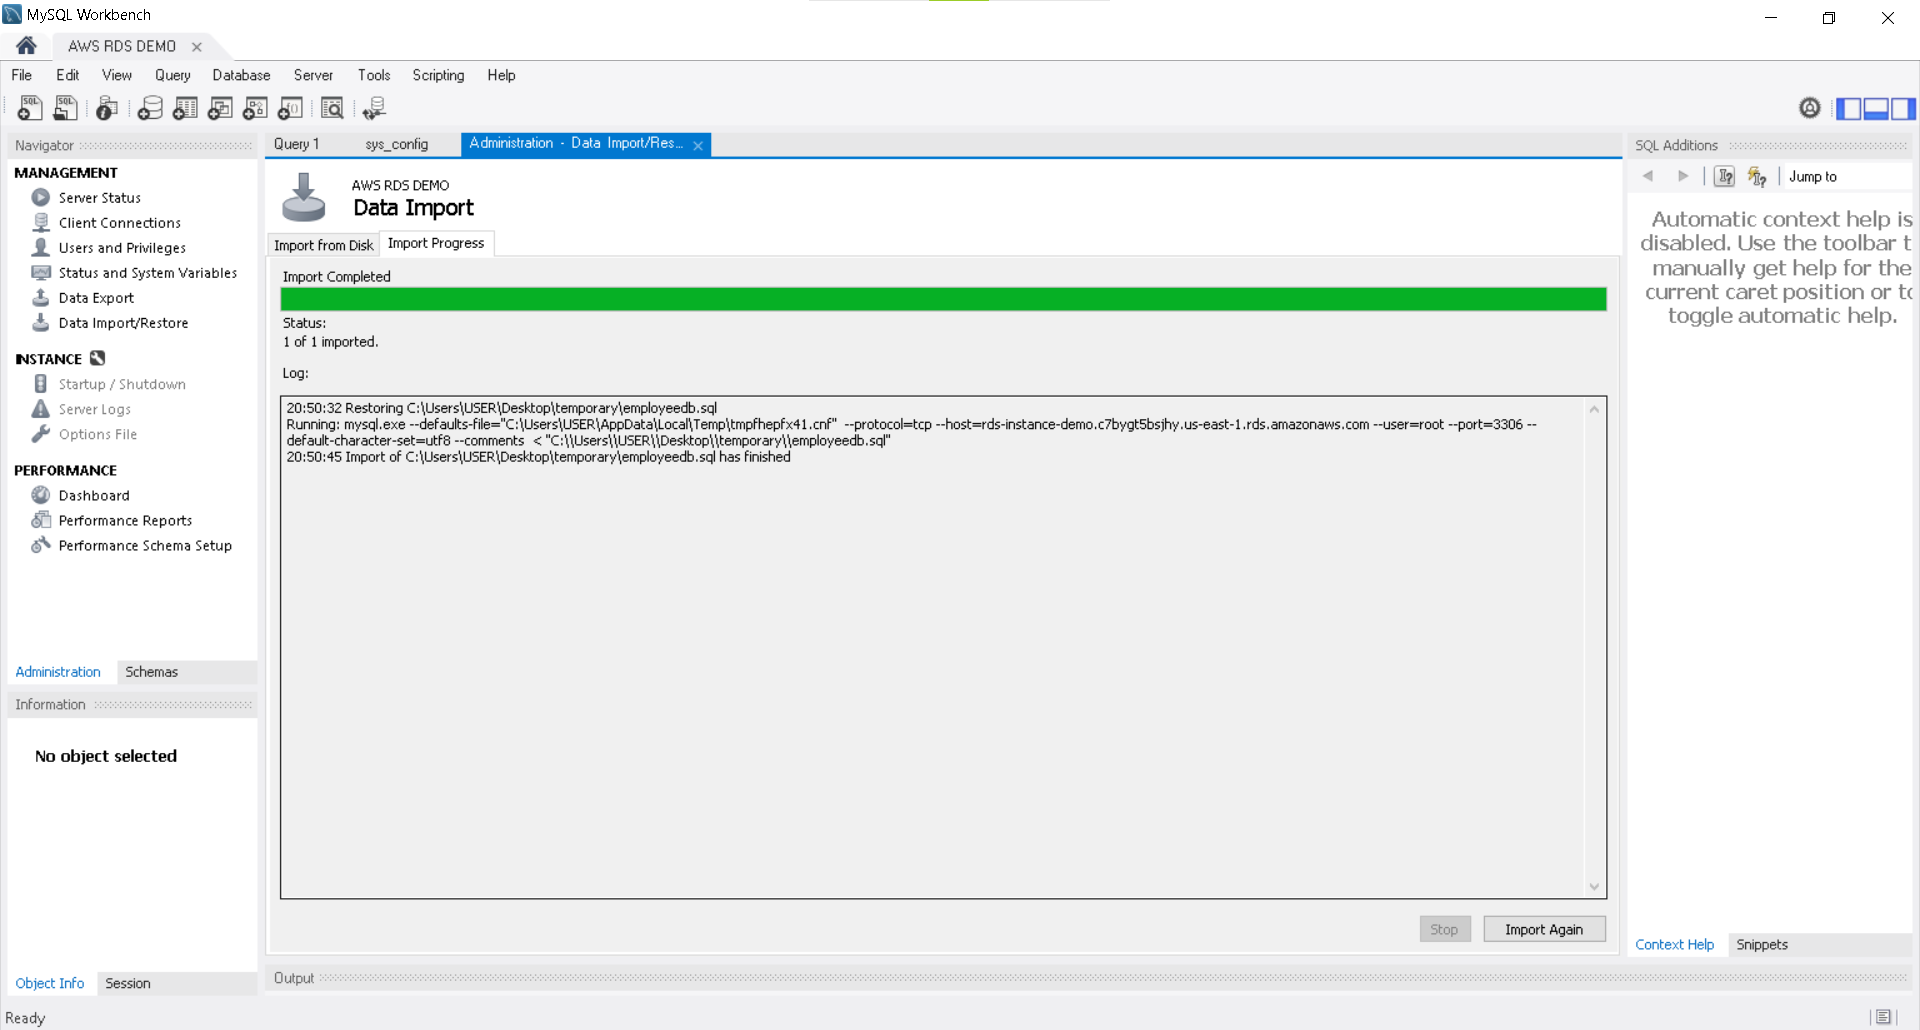 MySQL Workbench
AWS RDS DEMO
File Edit View Query Database Server Tools Scripting Help
Navigator
MANAGEMENT
Server Status
Client Connections
Users and Privileges
Status and System Variables
Data Export
Data Import/Restore
INSTANCE
Startup / Shutdown
Server Logs
Options File
PERFORMANCE
Dashboard
Performance Reports
Performance Schema Setup
Administration Schemas
Information
No object selected
Object Info Session
Query 1 sys_config Administration - Data Import/Res...
AWS RDS DEMO
Data Import
Import from Disk Import Progress
Import Completed
Status:
1 of 1 imported.
Log:
20:50:32 Restoring C:\Users\USER\Desktop\temporary\employeedb.sql
Running: mysql.exe --defaults-file="C:\Users\USER\AppData\Local\Temp\tmpfhepfx41.cnf" --protocol=tcp --host=rds-instance-demo.c7bygt5bsjhy.us-east-1.rds.amazonaws.com --user=root --port=3306 --
default-character-set=utf8 --comments < "C:\\Users\\USER\\Desktop\\temporary\\employeedb.sql"
20:50:45 Import of C:\Users\USER\Desktop\temporary\employeedb.sql has finished
Stop Import Again
Output
SQL Additions
Jump to
Automatic context help is
disabled. Use the toolbar t
manually get help for the
current caret position or to
toggle automatic help.
Context Help Snippets
Ready